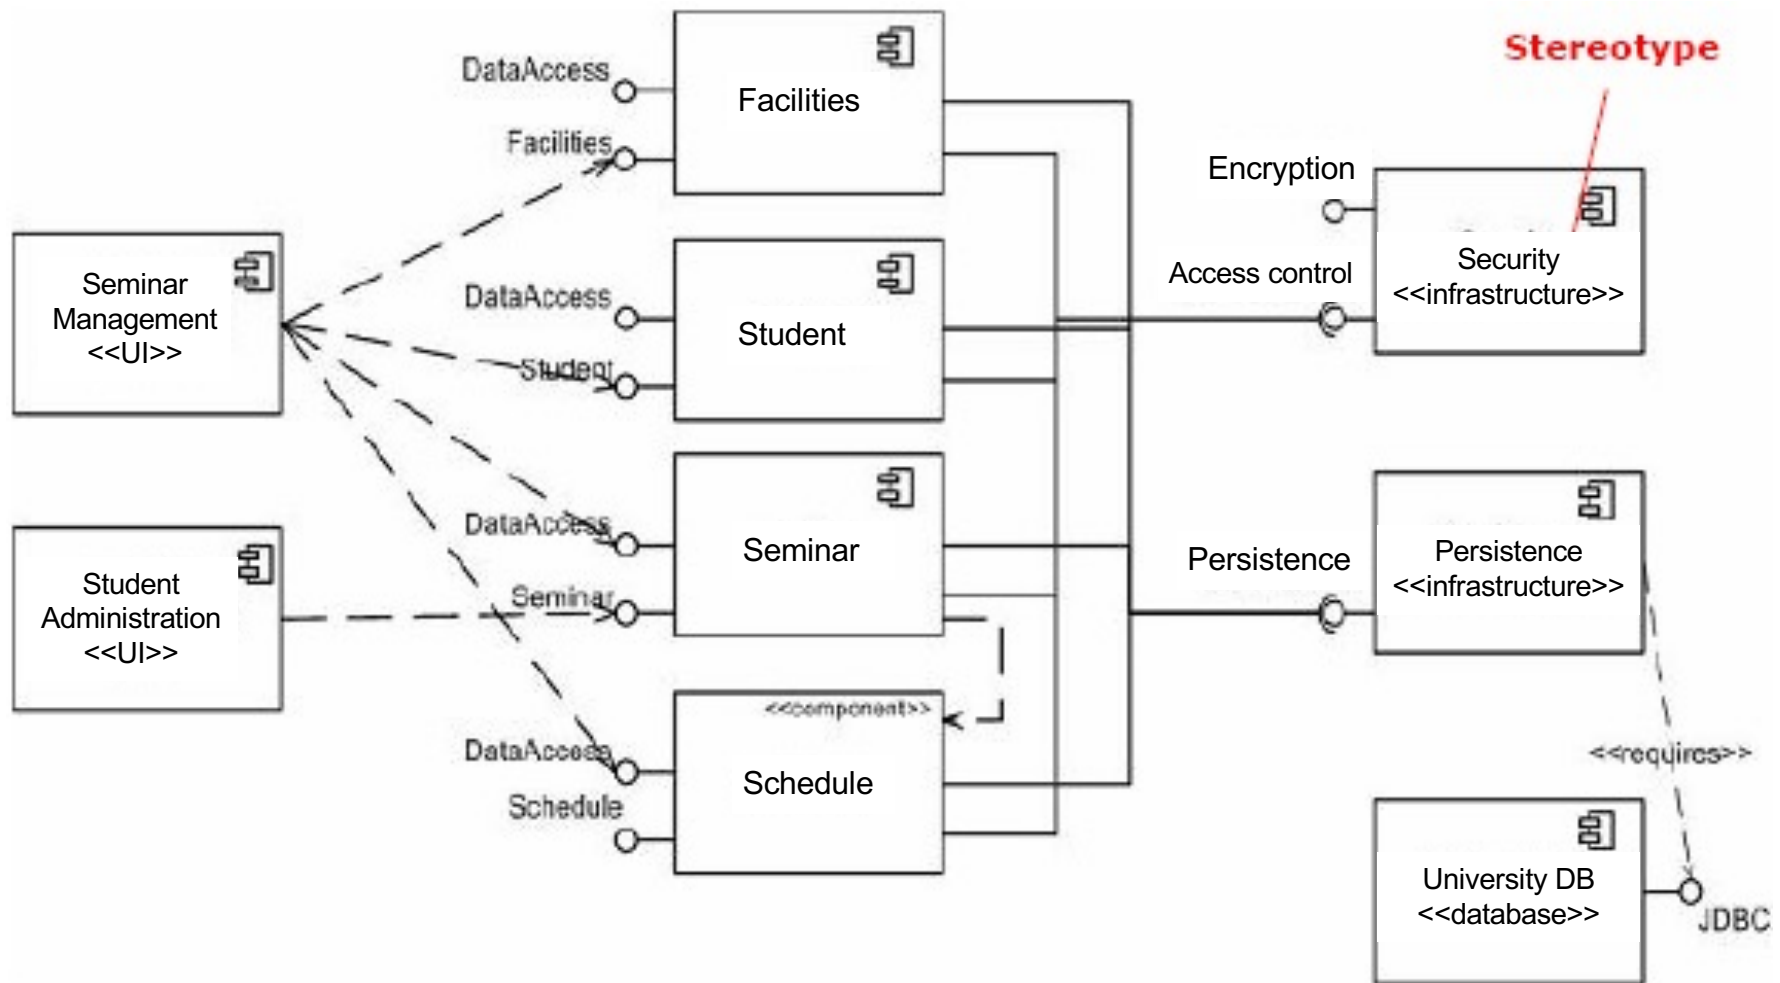 Stereotype
DataAccess
Facilities
Facilities
Encryption
Access control
Security
<<infrastructure>>
Seminar
Management
<<UI>>
DataAccess
Student
Student
DataAccess
Seminar
Seminar
Persistence
Persistence
<<infrastructure>>
Student
Administration
<<UI>>
<<component>>
DataAccess
Schedule
Schedule
<<requires>>
University DB
<<database>>
JDBC